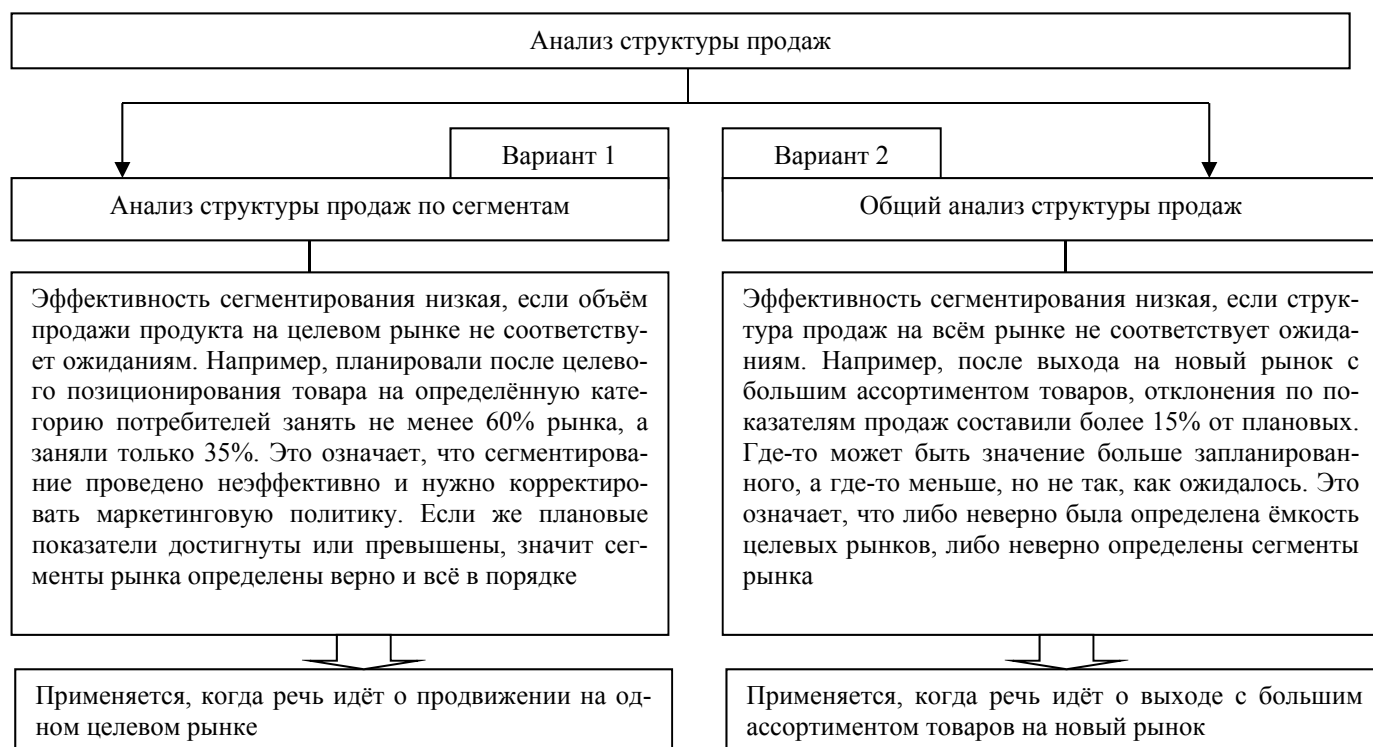 Анализ структуры продаж
Вариант 1
Анализ структуры продаж по сегментам
Эффективность сегментирования низкая, если объём
продажи продукта на целевом рынке не соответству-
ет ожиданиям. Например, планировали после целево-
го позиционирования товара на определённую кате-
горию потребителей занять не менее 60% рынка, а
заняли только 35%. Это означает, что сегментирова-
ние проведено неэффективно и нужно корректиро-
вать маркетинговую политику. Если же плановые
показатели достигнуты или превышены, значит сег-
менты рынка определены верно и всё в порядке
Применяется, когда речь идёт о продвижении на од-
ном целевом рынке
Вариант 2
Общий анализ структуры продаж
Эффективность сегментирования низкая, если струк-
тура продаж на всём рынке не соответствует ожида-
ниям. Например, после выхода на новый рынок с
большим ассортиментом товаров, отклонения по по-
казателям продаж составили более 15% от плановых.
Где-то может быть значение больше запланирован-
ного, а где-то меньше, но не так, как ожидалось. Это
означает, что либо неверно была определена ёмкость
целевых рынков, либо неверно определены сегменты
рынка
Применяется, когда речь идёт о выходе с большим
ассортиментом товаров на новый рынок